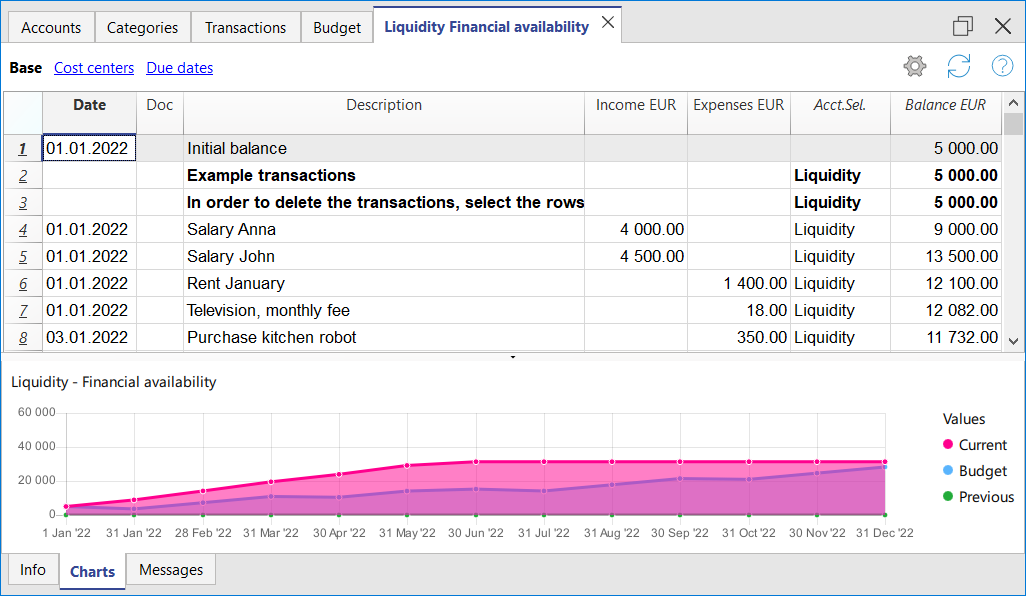 Accounts Categories Transactions Budget Liquidity Financial availability
Base Cost centers Due dates
Date Doc Description Income EUR Expenses EUR Acct.Sel. Balance EUR
1 01.01.2022 Initial balance 5 000.00
2 Example transactions Liquidity 5 000.00
3 In order to delete the transactions, select the rows Liquidity 5 000.00
4 01.01.2022 Salary Anna 4 000.00 Liquidity 9 000.00
5 01.01.2022 Salary John 4 500.00 Liquidity 13 500.00
6 01.01.2022 Rent January 1 400.00 Liquidity 12 100.00
7 01.01.2022 Television, monthly fee 18.00 Liquidity 12 082.00
8 03.01.2022 Purchase kitchen robot 350.00 Liquidity 11 732.00
Liquidity - Financial availability
60 000
40 000
20 000
0
1 Jan '22 31 Jan '22 28 Feb '22 31 Mar '22 30 Apr '22 31 May '22 30 Jun '22 31 Jul '22 31 Aug '22 30 Sep '22 31 Oct '22 30 Nov '22 31 Dec '22
Values
Current
Budget
Previous
Info Charts Messages